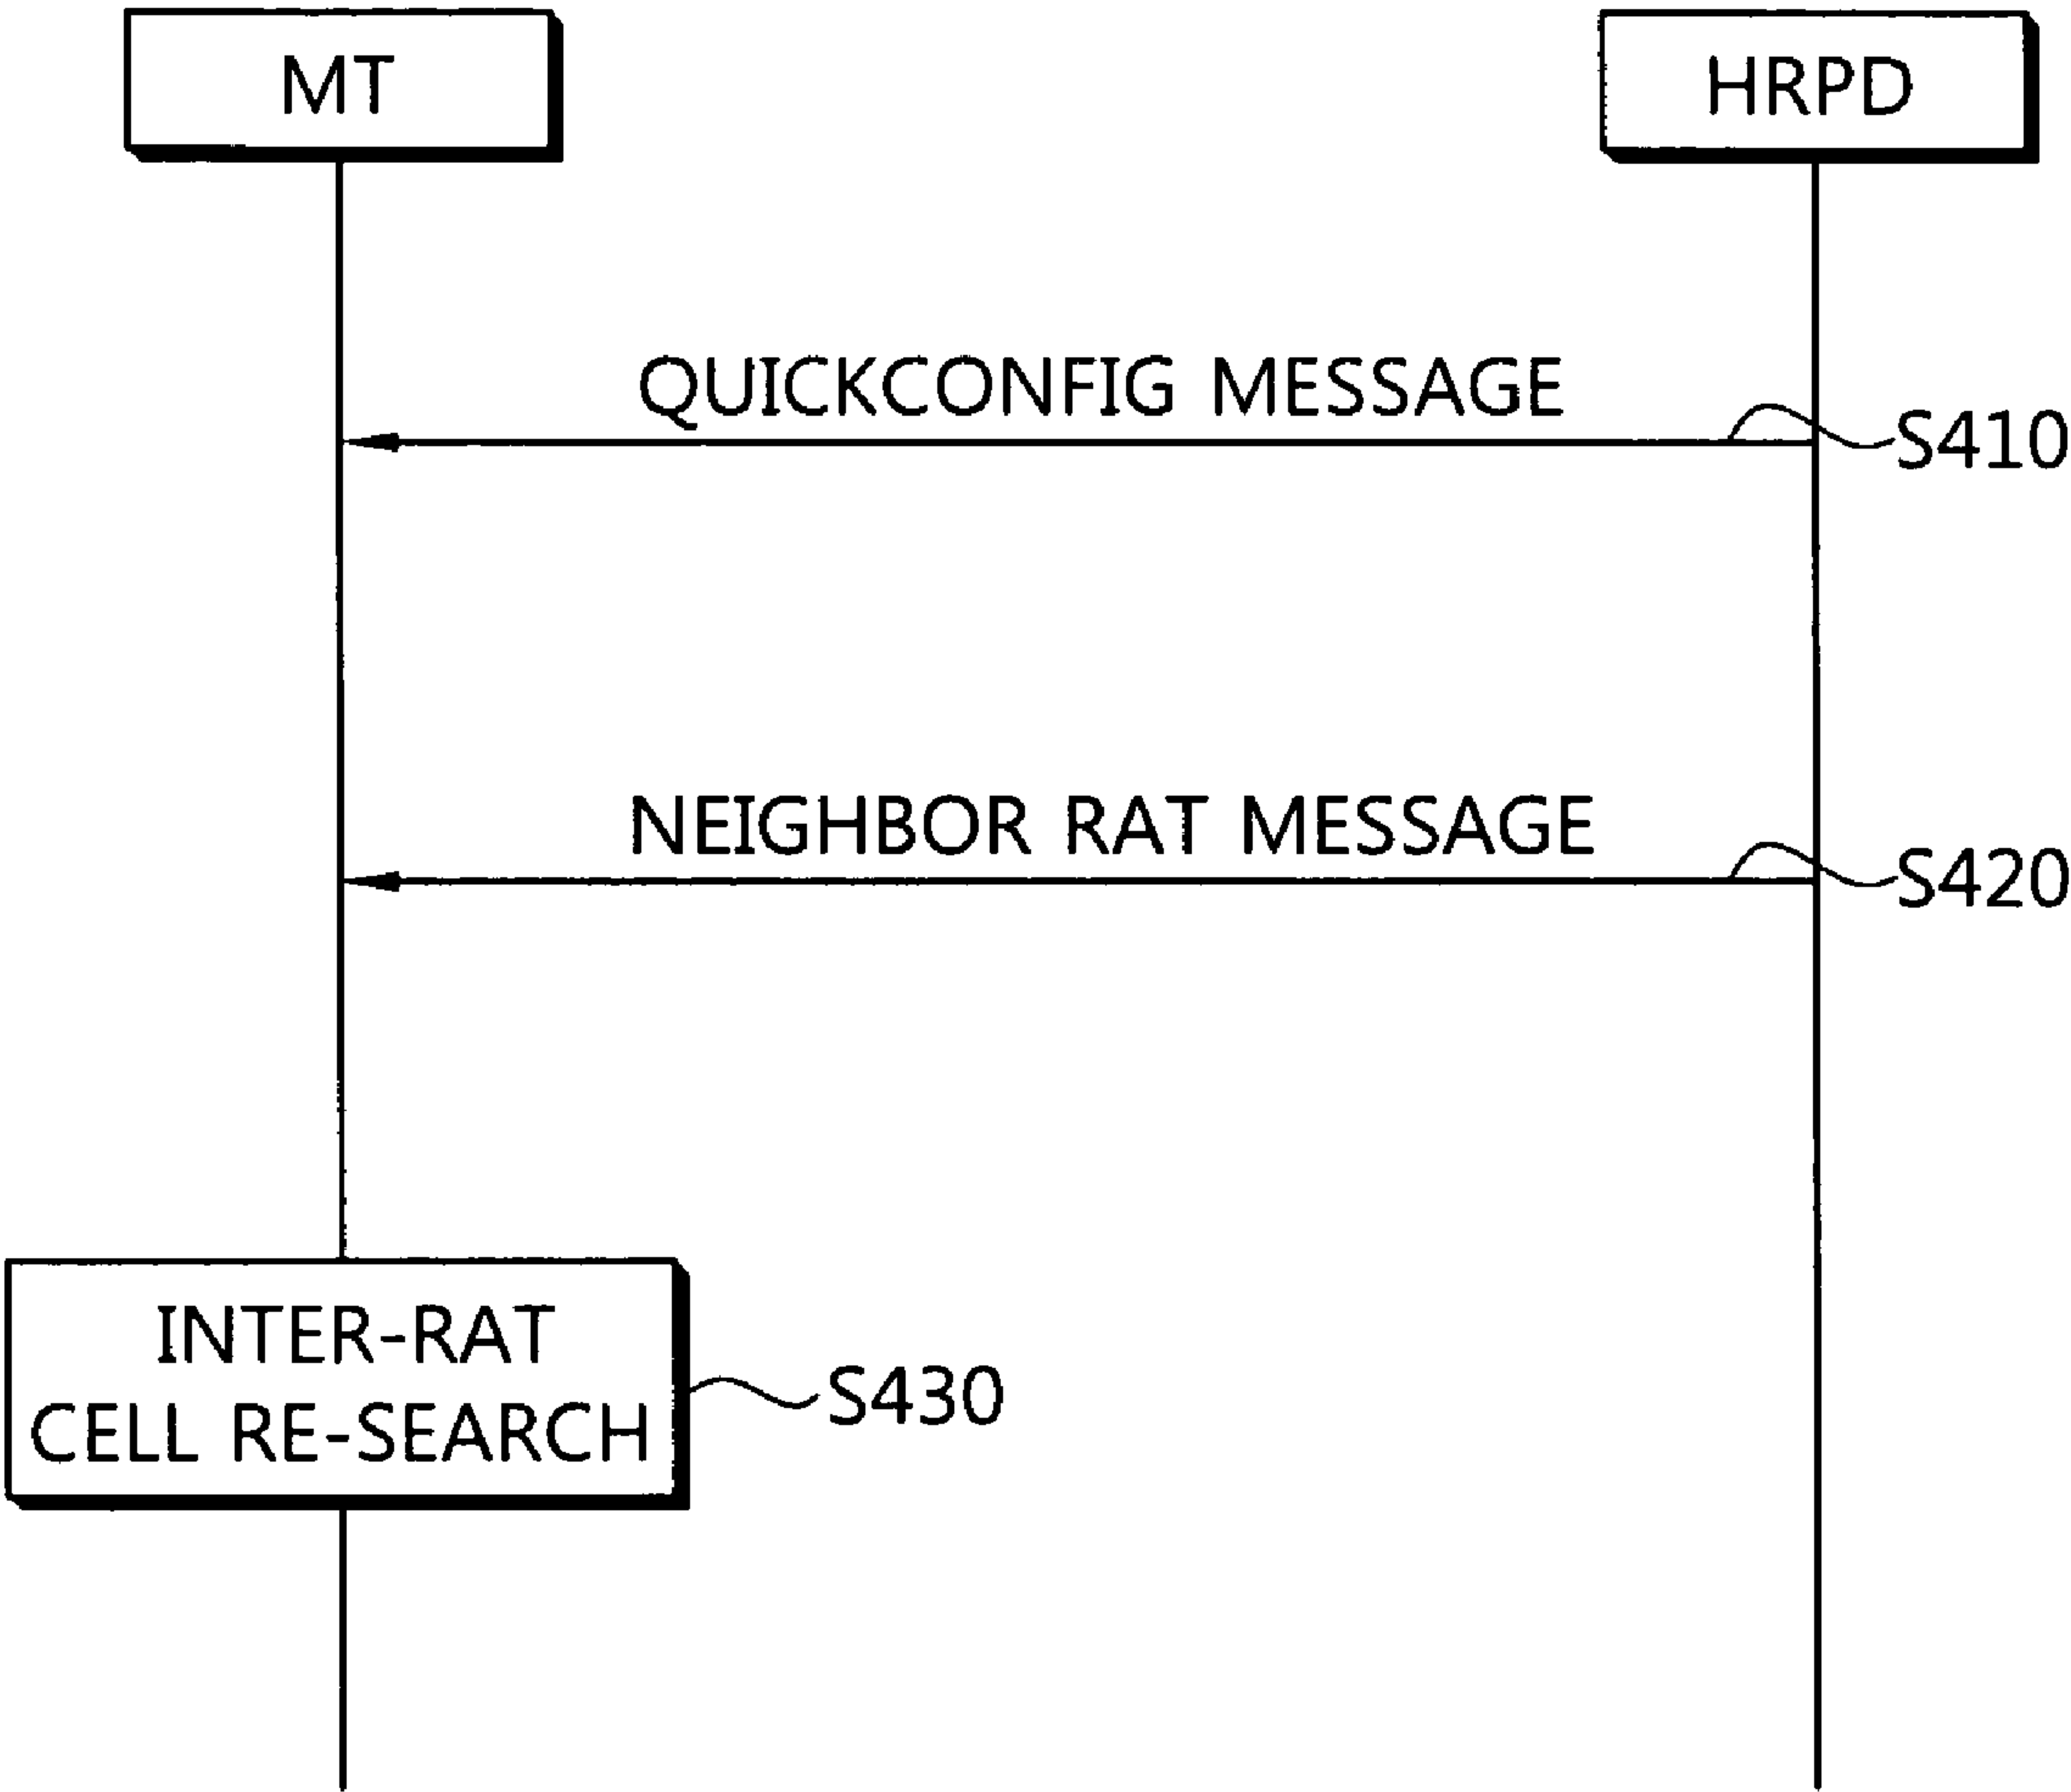 MT
HRPD
QUICKCONFIG MESSAGE
S410
NEIGHBOR RAT MESSAGE
S420
INTER-RAT
CELL RE-SEARCH
S430